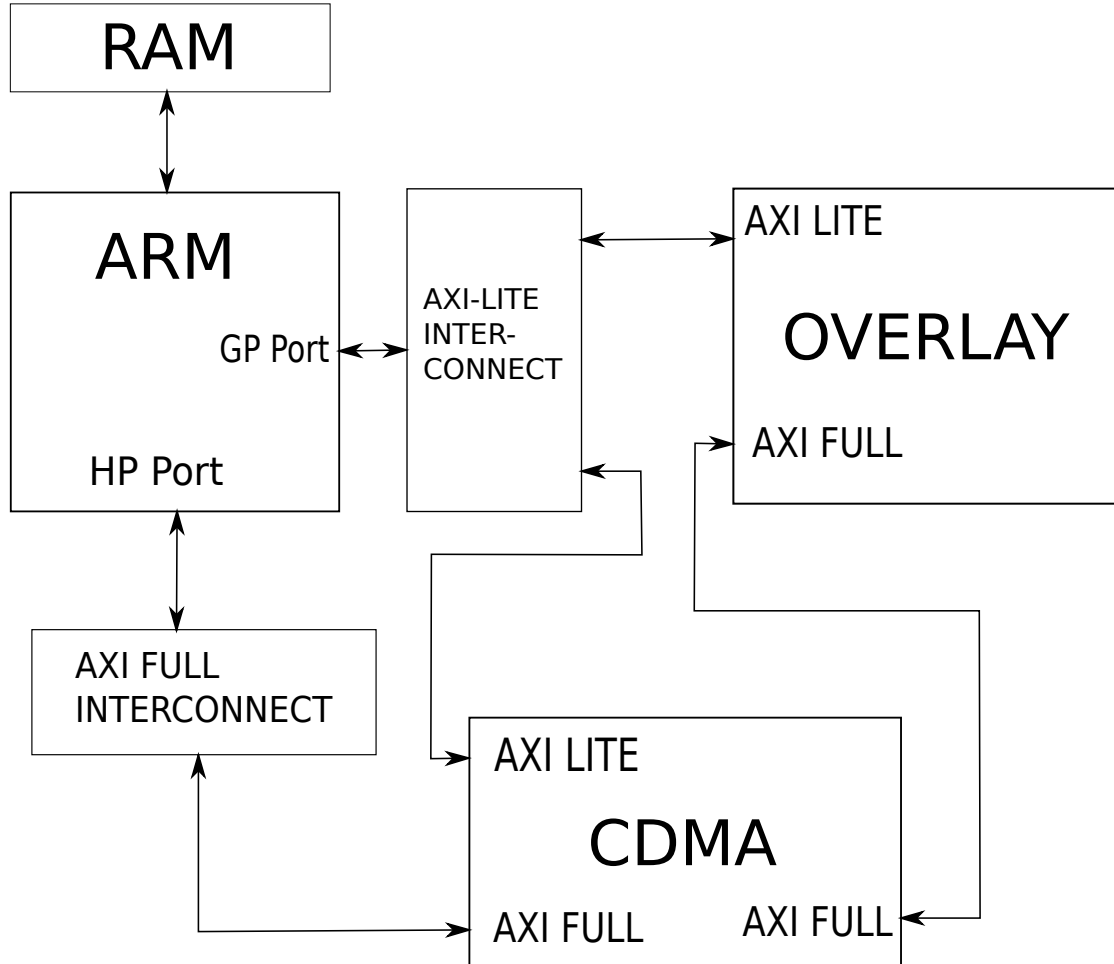 RAM
ARM
GP Port
HP Port
AXI-LITE
INTER-
CONNECT
AXI LITE
OVERLAY
AXI FULL
AXI FULL
INTERCONNECT
AXI LITE
CDMA
AXI FULL
AXI FULL